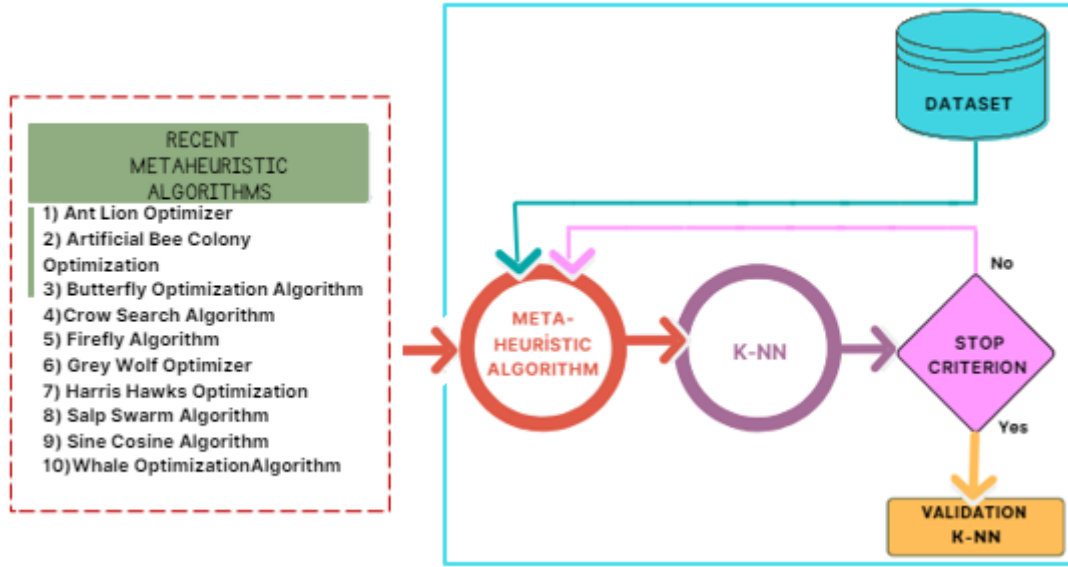 RECENT
METAHEURISTIC
ALGORITHMS
1) Ant Lion Optimizer
2) Artificial Bee Colony
Optimization
3) Butterfly Optimization Algorithm
4)Crow Search Algorithm
5) Firefly Algorithm
6) Grey Wolf Optimizer
7) Harris Hawks Optimization
8) Salp Swarm Algorithm
9) Sine Cosine Algorithm
10)Whale OptimizationAlgorithm
DATASET
META-
HEURİSTİC
ALGORITHM
K-NN
No
STOP
CRITERION
Yes
VALIDATION
K-NN